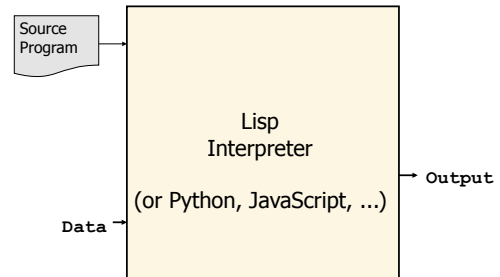 Source
Program
Lisp
Interpreter
(or Python, JavaScript, ...)
Output
Data